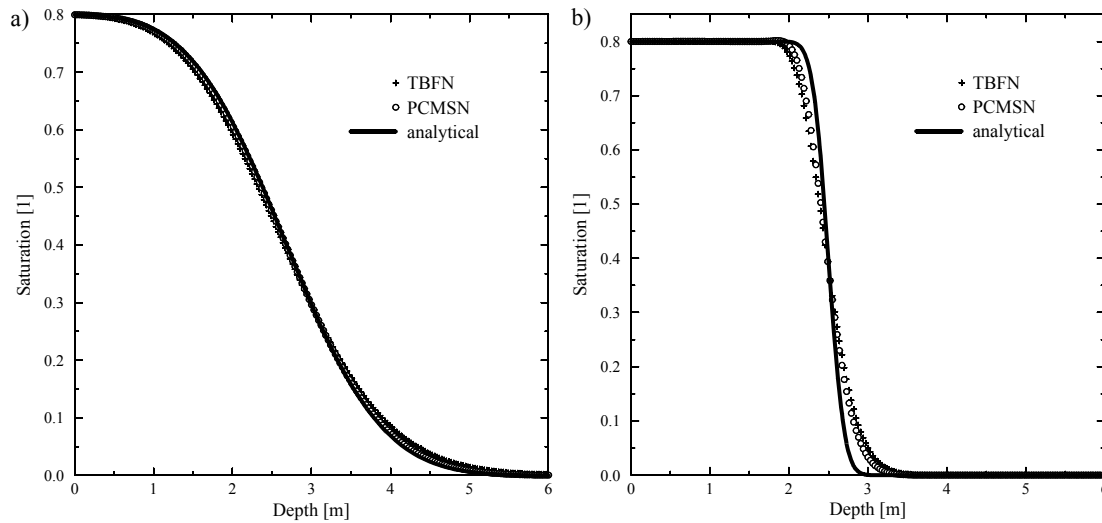 a)
0.8
0.7
0.6
0.5
0.4
0.3
0.2
0.1
0.0
Saturation [1]
TBFN
PCMSN
analytical
0 1 2 3 4 5 6
Depth [m]
b)
0.8
0.7
0.6
0.5
0.4
0.3
0.2
0.1
0.0
Saturation [1]
TBFN
PCMSN
analytical
0 1 2 3 4 5 6
Depth [m]